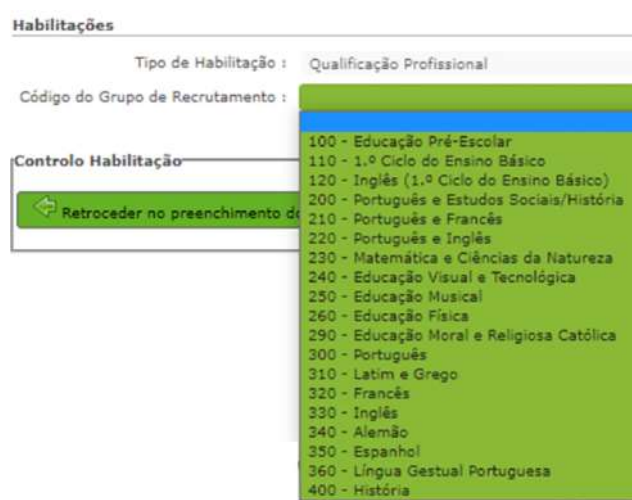 Habilitações
Tipo de Habilitação : Qualificação Profissional
Código do Grupo de Recrutamento :
100 - Educação Pré-Escolar
110 - 1.º Ciclo do Ensino Básico
120 - Inglês (1.º Ciclo do Ensino Básico)
200 - Português e Estudos Sociais/História
210 - Português e Francês
220 - Português e Inglês
230 - Matemática e Ciências da Natureza
240 - Educação Visual e Tecnológica
250 - Educação Musical
260 - Educação Física
290 - Educação Moral e Religiosa Católica
300 - Português
310 - Latim e Grego
320 - Francês
330 - Inglês
340 - Alemão
350 - Espanhol
360 - Língua Gestual Portuguesa
400 - História
Controlo Habilitação
Retroceder no preenchimento